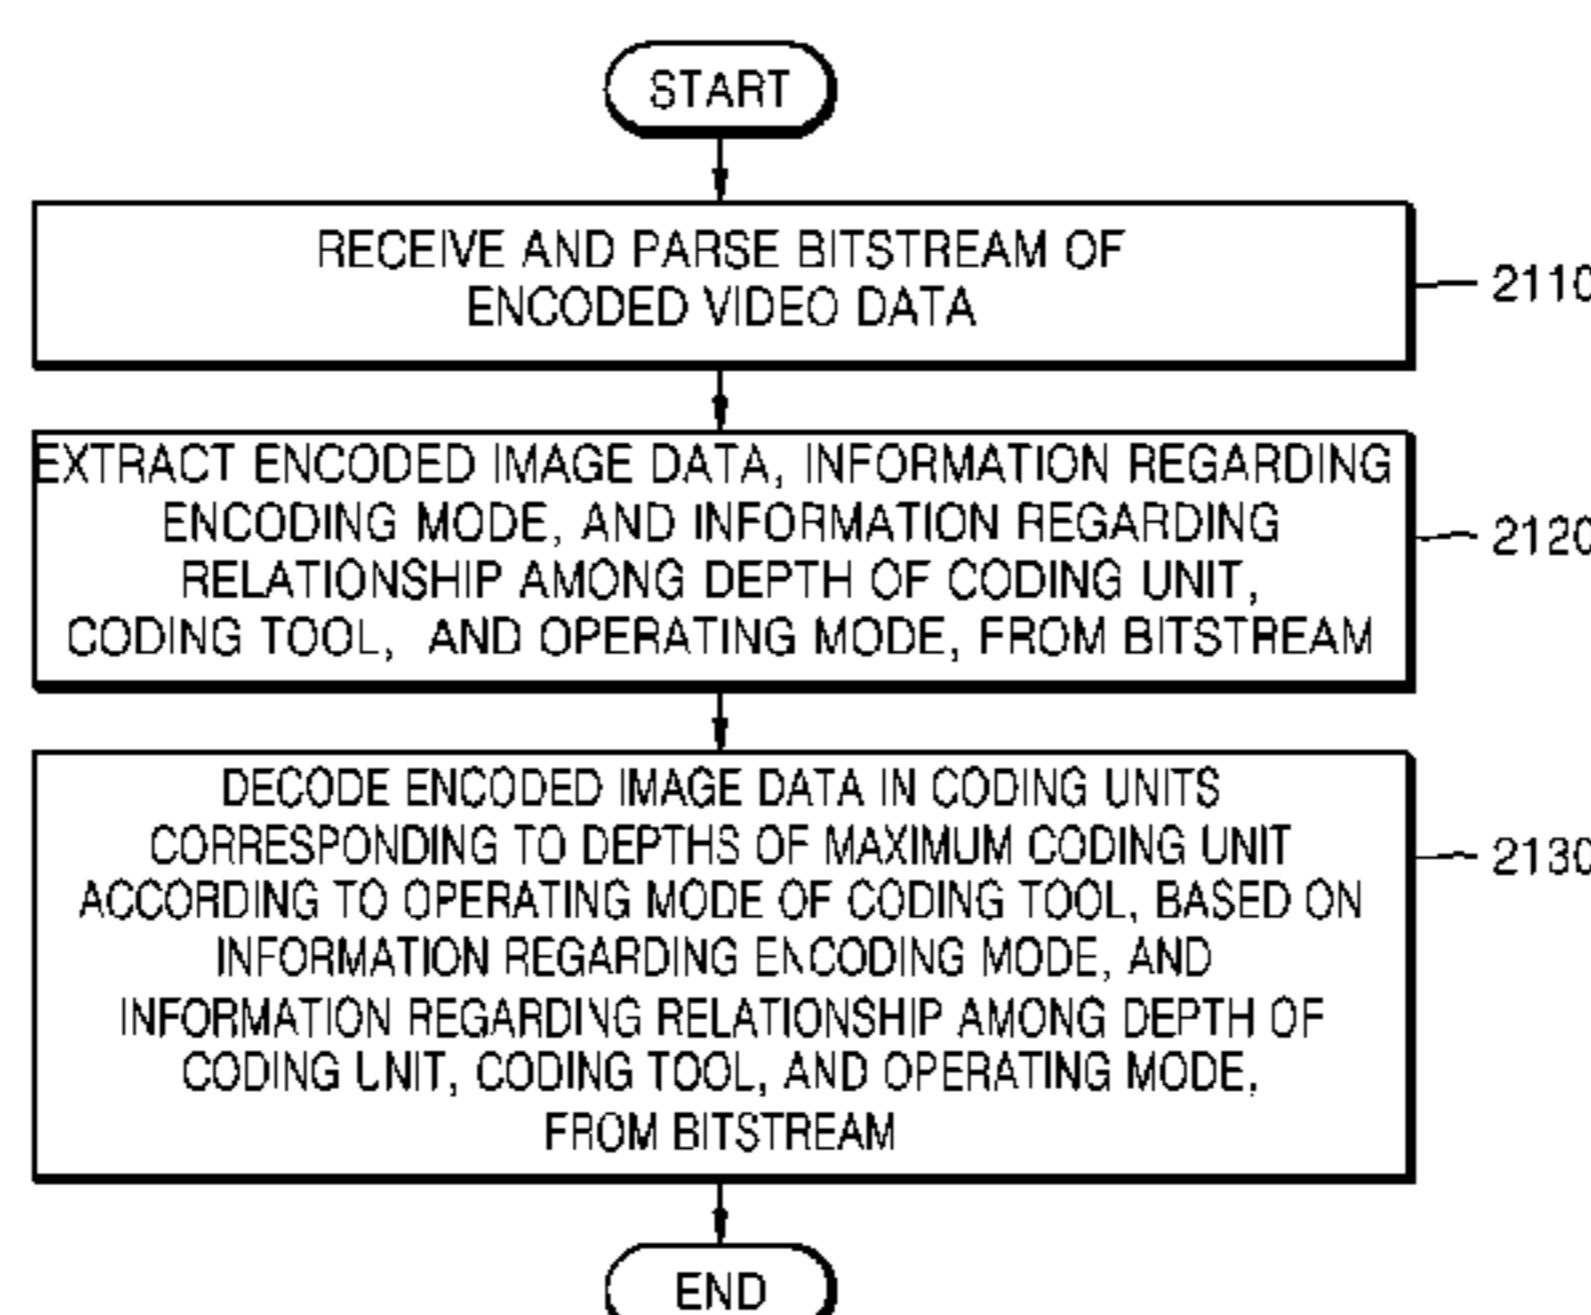 START
RECEIVE AND PARSE BITSTREAM OF
ENCODED VIDEO DATA
2110
EXTRACT ENCODED IMAGE DATA, INFORMATION REGARDING
ENCODING MODE, AND INFORMATION REGARDING
RELATIONSHIP AMONG DEPTH OF CODING UNIT,
CODING TOOL, AND OPERATING MODE, FROM BITSTREAM
2120
DECODE ENCODED IMAGE DATA IN CODING UNITS
CORRESPONDING TO DEPTHS OF MAXIMUM CODING UNIT
ACCORDING TO OPERATING MODE OF CODING TOOL, BASED ON
INFORMATION REGARDING ENCODING MODE, AND
INFORMATION REGARDING RELATIONSHIP AMONG DEPTH OF
CODING UNIT, CODING TOOL, AND OPERATING MODE,
FROM BITSTREAM
2130
END